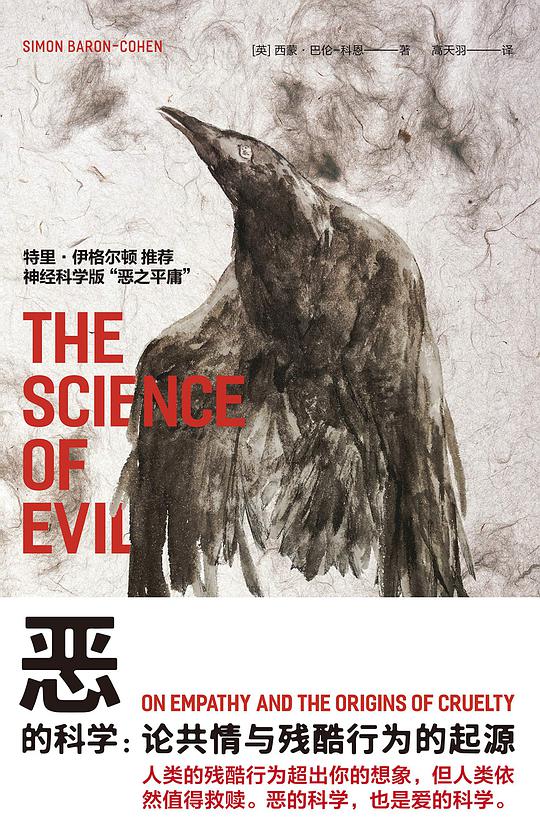 SIMON BARON-COHEN
[英] 西蒙·巴伦-科恩——著 高天羽——译
特里·伊格尔顿 推荐
神经科学版“恶之平庸”
THE
SCIENCE
OF
EVIL
恶
ON EMPATHY AND THE ORIGINS OF CRUELTY
的科学：论共情与残酷行为的起源
人类的残酷行为超出你的想象，但人类依
然值得救赎。恶的科学，也是爱的科学。